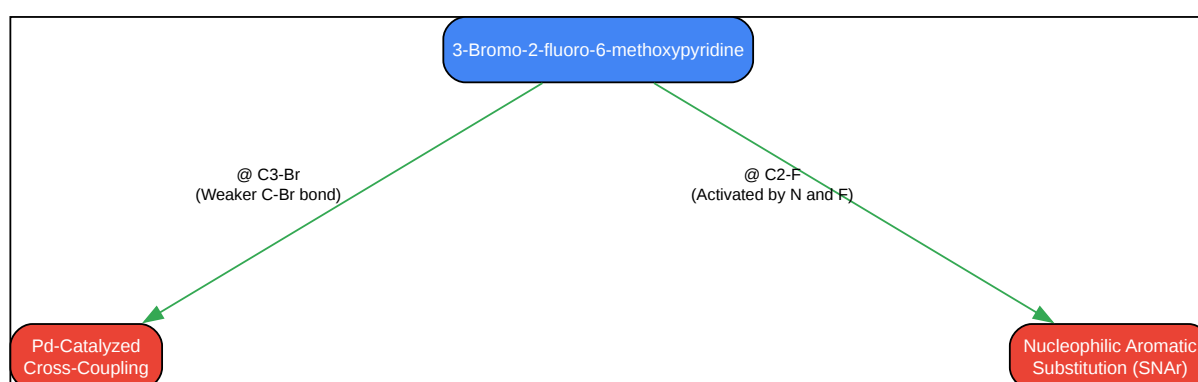 3-Bromo-2-fluoro-6-methoxypyridine
@ C3-Br
(Weaker C-Br bond)
@ C2-F
(Activated by N and F)
Pd-Catalyzed
Cross-Coupling
Nucleophilic Aromatic
Substitution (SNAr)